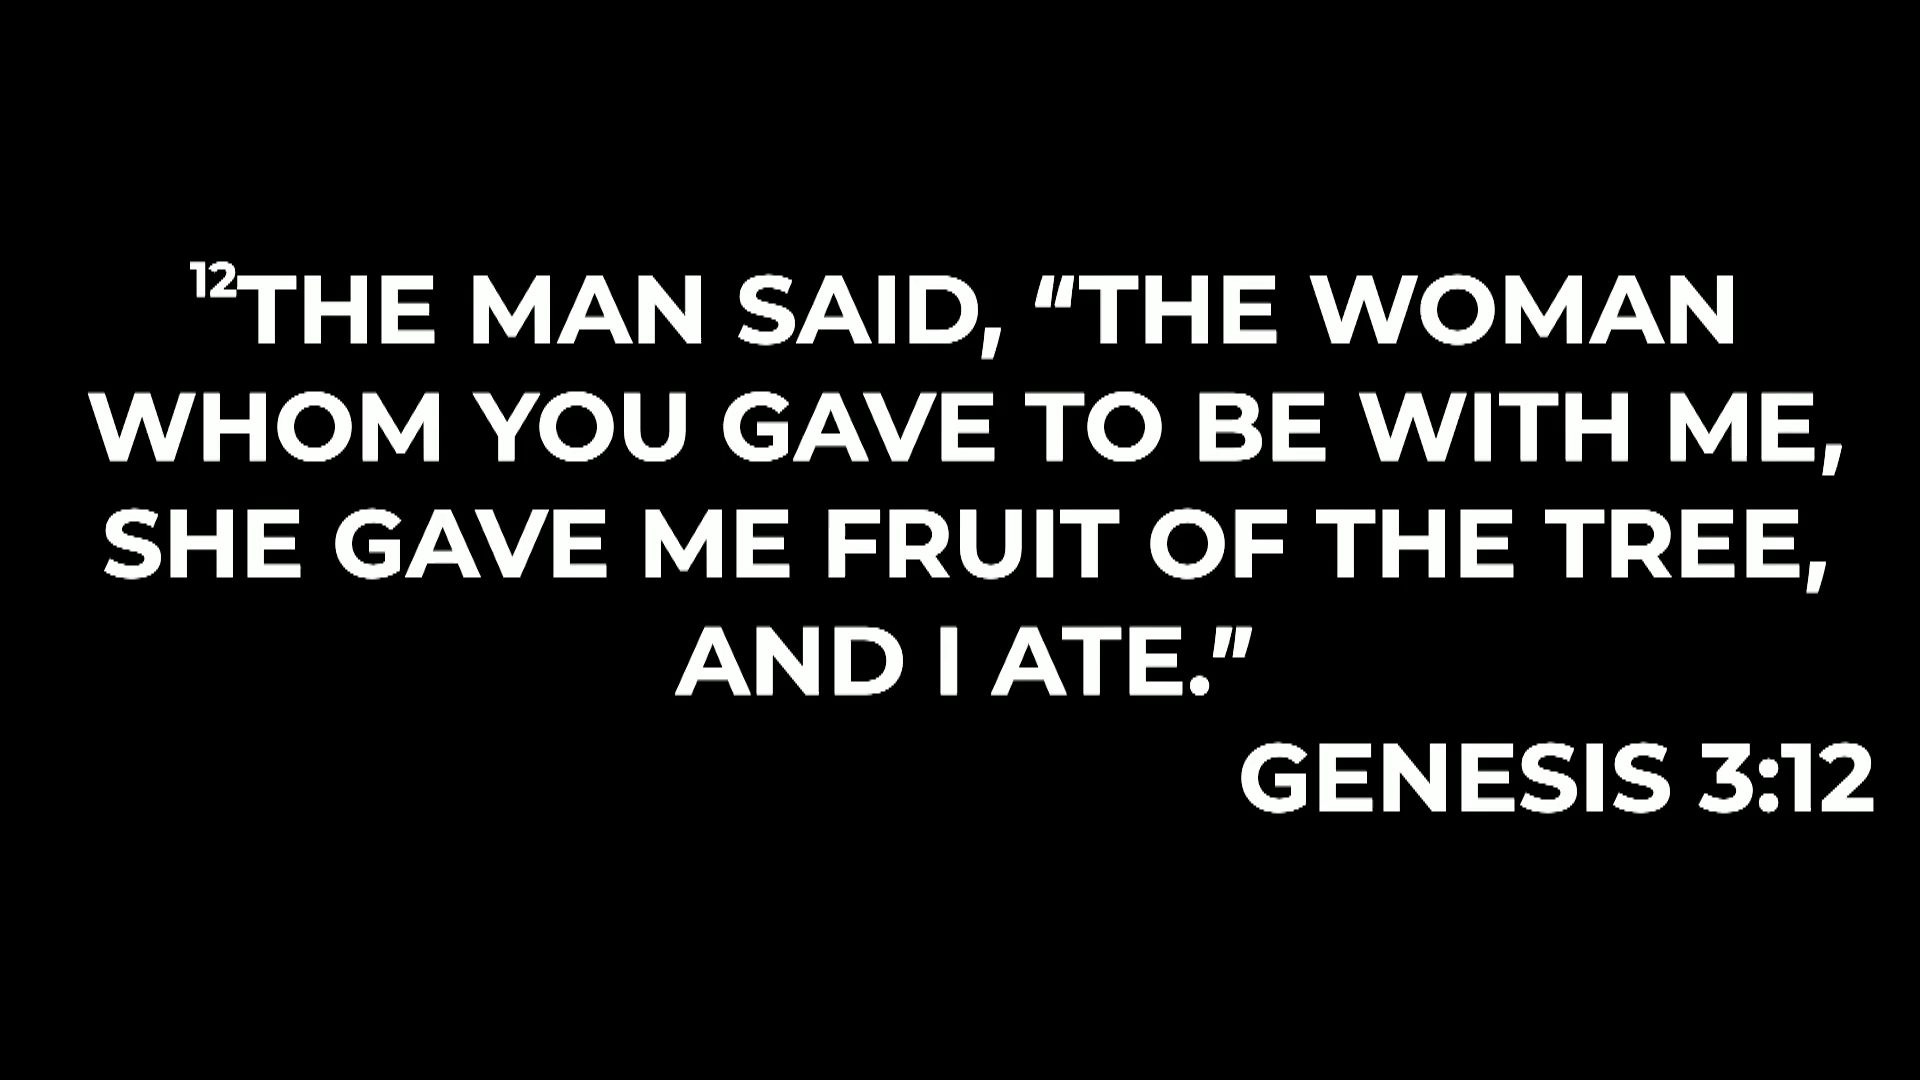 ¹²THE MAN SAID, “THE WOMAN
WHOM YOU GAVE TO BE WITH ME,
SHE GAVE ME FRUIT OF THE TREE,
AND I ATE.”
GENESIS 3:12